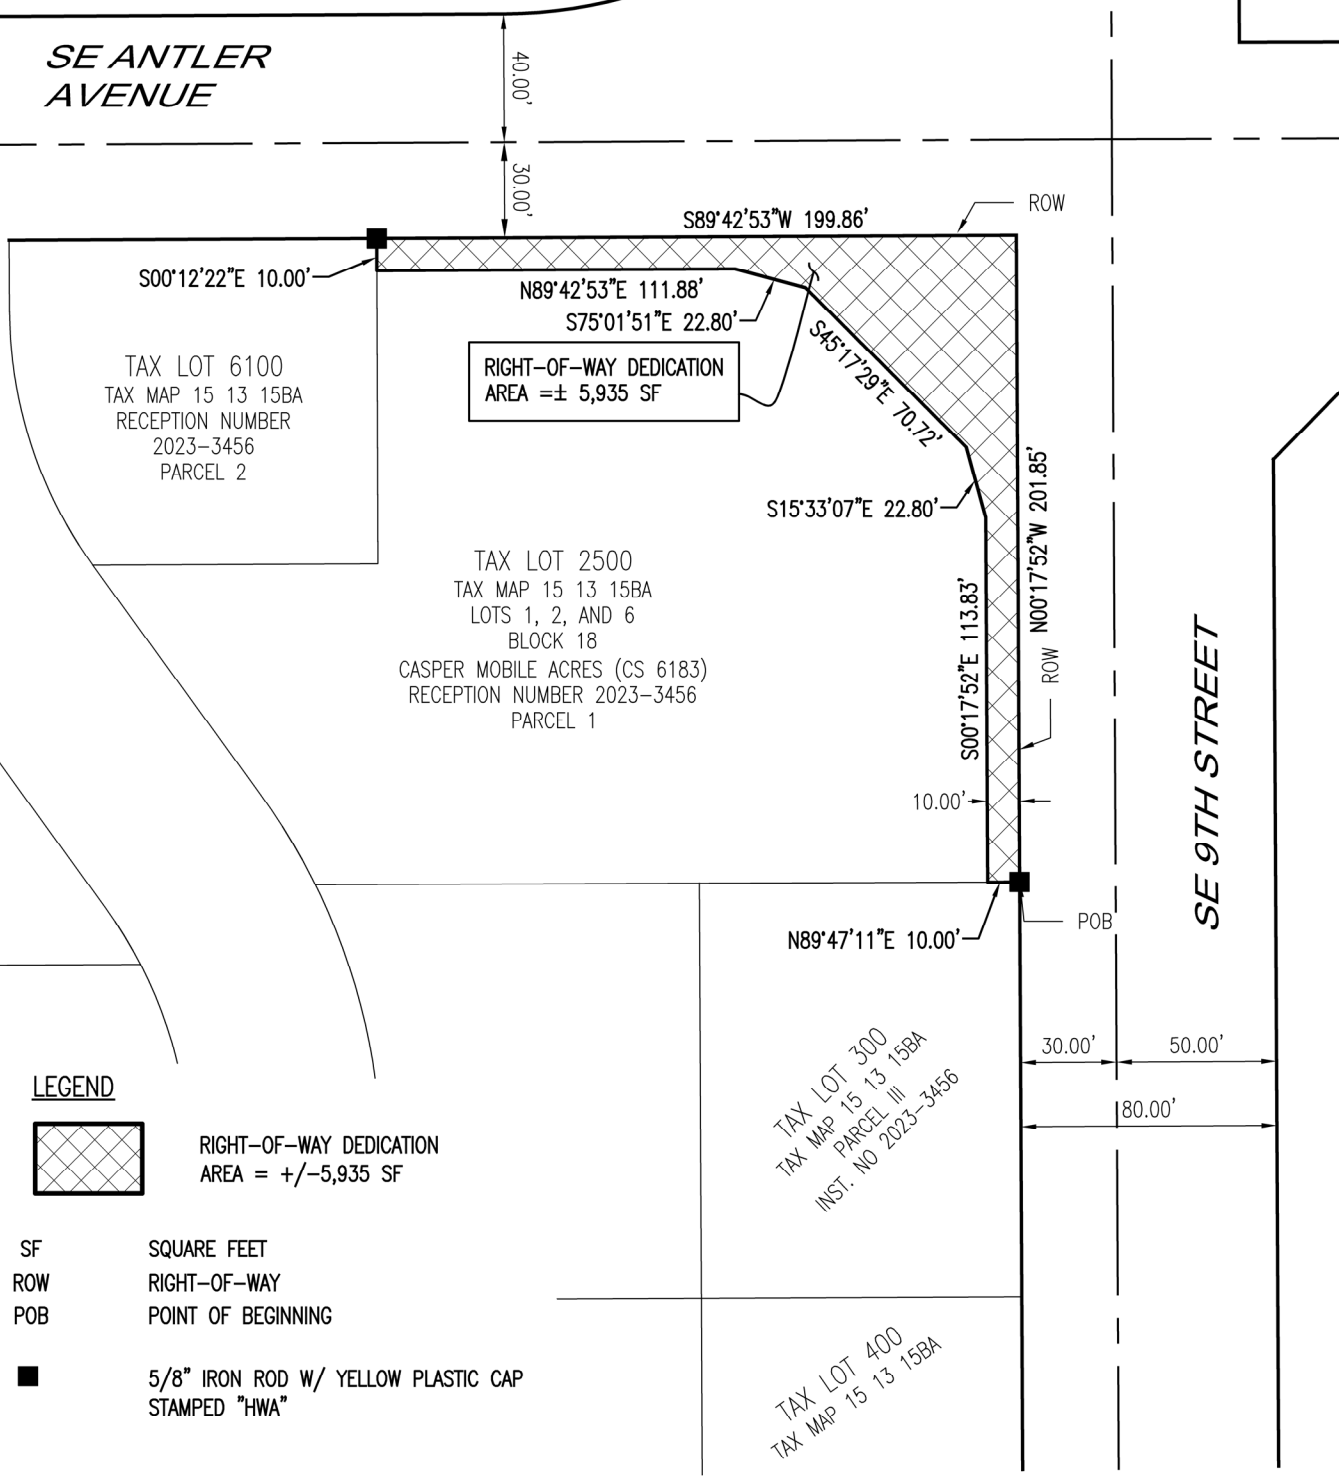 SE ANTLER
AVENUE
40.00'
30.00'
S89°42'53"W 199.86'
ROW
S00°12'22"E 10.00'
N89°42'53"E 111.88'
S75°01'51"E 22.80'
RIGHT-OF-WAY DEDICATION
AREA =± 5,935 SF
S45°17'29"E 70.72'
TAX LOT 6100
TAX MAP 15 13 15BA
RECEPTION NUMBER
2023-3456
PARCEL 2
S15°33'07"E 22.80'
N00°17'52"W 201.85'
TAX LOT 2500
TAX MAP 15 13 15BA
LOTS 1, 2, AND 6
BLOCK 18
CASPER MOBILE ACRES (CS 6183)
RECEPTION NUMBER 2023-3456
PARCEL 1
S00°17'52"E 113.83'
ROW
SE 9TH STREET
10.00'
POB
N89°47'11"E 10.00'
30.00'
50.00'
80.00'
TAX LOT 300
TAX MAP 15 13 15BA
PARCEL III
INST. NO 2023-3456
LEGEND
RIGHT-OF-WAY DEDICATION
AREA = +/-5,935 SF
SF SQUARE FEET
ROW RIGHT-OF-WAY
POB POINT OF BEGINNING
5/8" IRON ROD W/ YELLOW PLASTIC CAP
STAMPED "HWA"
TAX LOT 400
TAX MAP 15 13 15BA